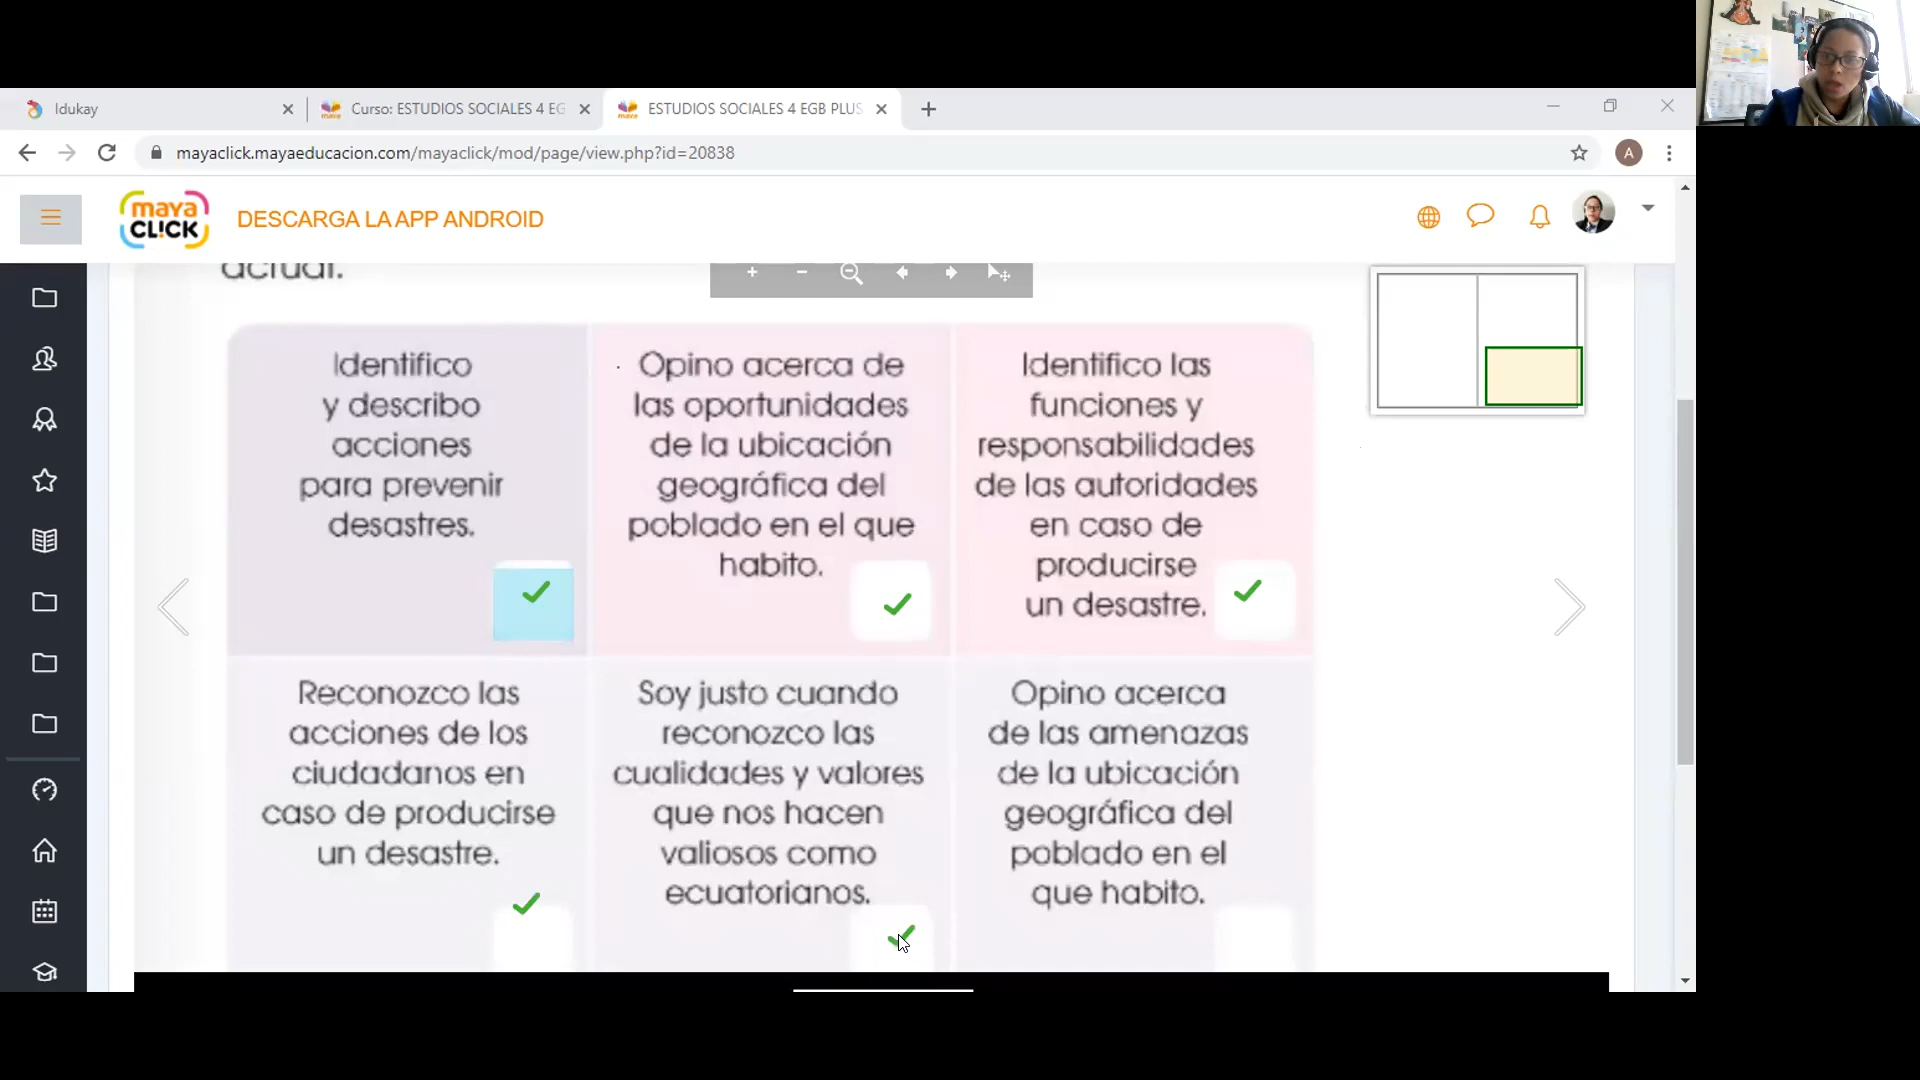 Idukay
Curso: ESTUDIOS SOCIALES 4 EG
ESTUDIOS SOCIALES 4 EGB PLUS
mayaclick.mayaeducacion.com/mayaclick/mod/page/view.php?id=20838
A
maya
CL!CK
DESCARGA LA APP ANDROID
actual.
Identifico
y describo
acciones
para prevenir
desastres.
Opino acerca de
las oportunidades
de la ubicación
geográfica del
poblado en el que
habito.
Identifico las
funciones y
responsabilidades
de las autoridades
en caso de
producirse
un desastre.
Reconozco las
acciones de los
ciudadanos en
caso de producirse
un desastre.
Soy justo cuando
reconozco las
cualidades y valores
que nos hacen
valiosos como
ecuatorianos.
Opino acerca
de las amenazas
de la ubicación
geográfica del
poblado en el
que habito.